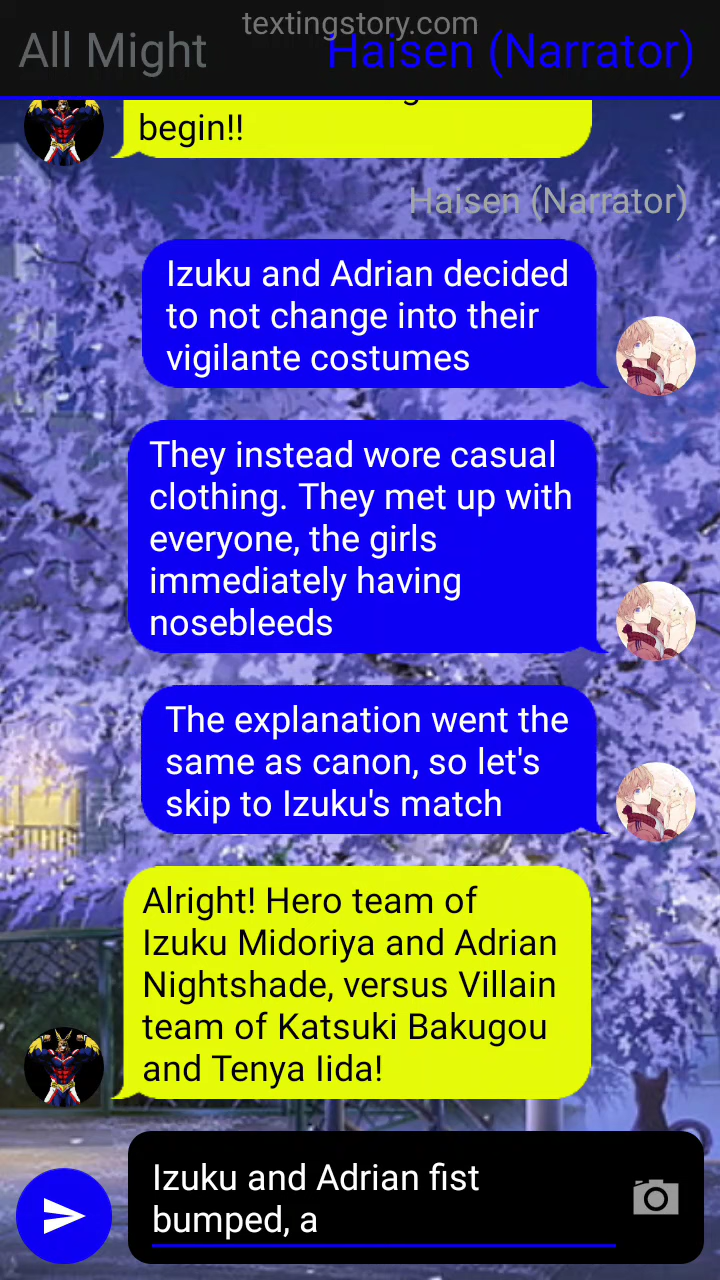 textingstory.com
All Might
Haisen (Narrator)
begin!!
Haisen (Narrator)
Izuku and Adrian decided
to not change into their
vigilante costumes
They instead wore casual
clothing. They met up with
everyone, the girls
immediately having
nosebleeds
The explanation went the
same as canon, so let's
skip to Izuku's match
Alright! Hero team of
Izuku Midoriya and Adrian
Nightshade, versus Villain
team of Katsuki Bakugou
and Tenya Iida!
Izuku and Adrian fist
bumped, a